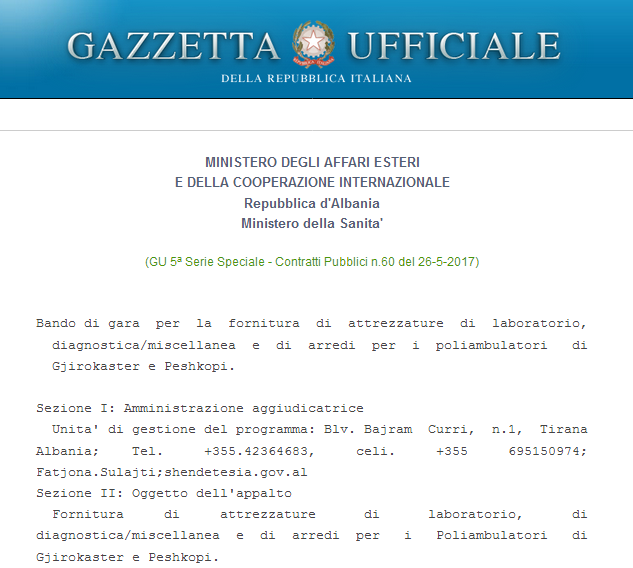 GAZZETTA UFFICIALE
DELLA REPUBBLICA ITALIANA
MINISTERO DEGLI AFFARI ESTERI
E DELLA COOPERAZIONE INTERNAZIONALE
Repubblica d'Albania
Ministero della Sanita'
(GU 5ª Serie Speciale - Contratti Pubblici n.60 del 26-5-2017)
Bando di gara per la fornitura di attrezzature di laboratorio,
diagnostica/miscellanea e di arredi per i poliambulatori di
Gjirokaster e Peshkopi.
Sezione I: Amministrazione aggiudicatrice
Unita' di gestione del programma: Blv. Bajram Curri, n.1, Tirana
Albania; Tel. +355.42364683, celi. +355 695150974;
Fatjona.Sulajti;shendetesia.gov.al
Sezione II: Oggetto dell'appalto
Fornitura di attrezzature di laboratorio, di
diagnostica/miscellanea e di arredi per i Poliambulatori di
Gjirokaster e Peshkopi.